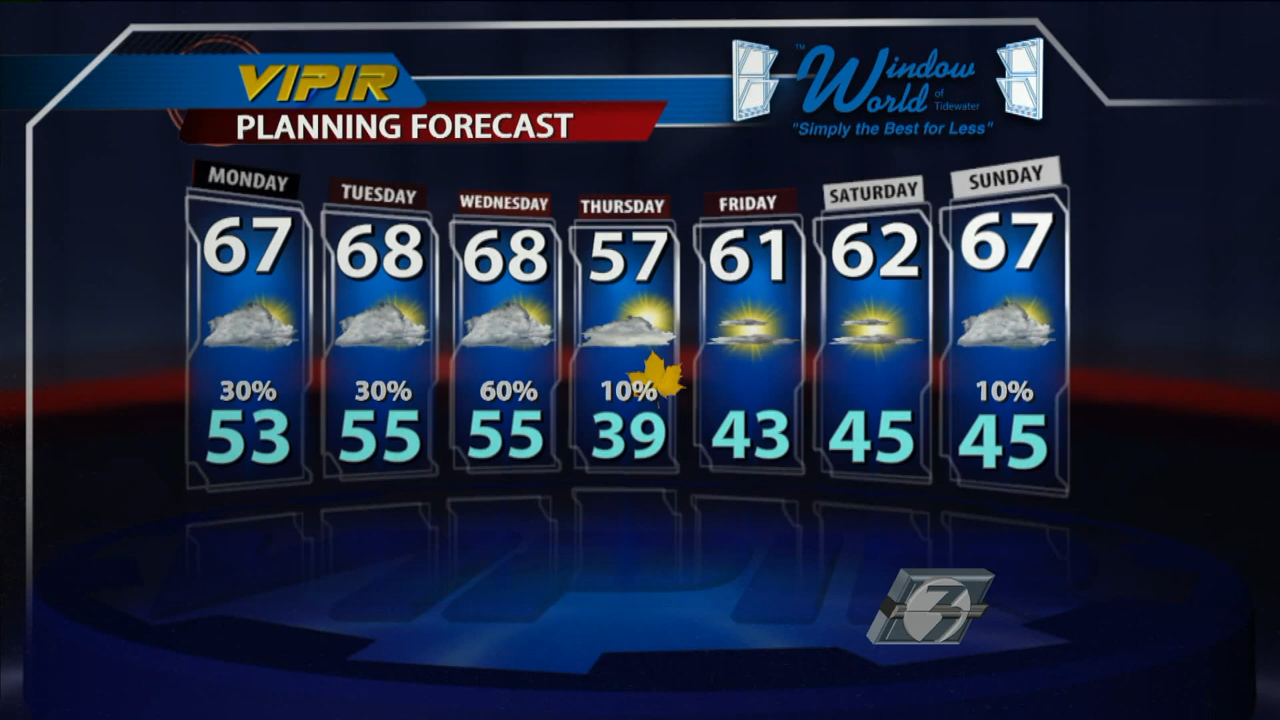 VIPIR
PLANNING FORECAST
™ Window
World of Tidewater
"Simply the Best for Less"
MONDAY TUESDAY WEDNESDAY THURSDAY FRIDAY SATURDAY SUNDAY
67 68 68 57 61 62 67
30% 30% 60% 10% 10%
53 55 55 39 43 45 45
3